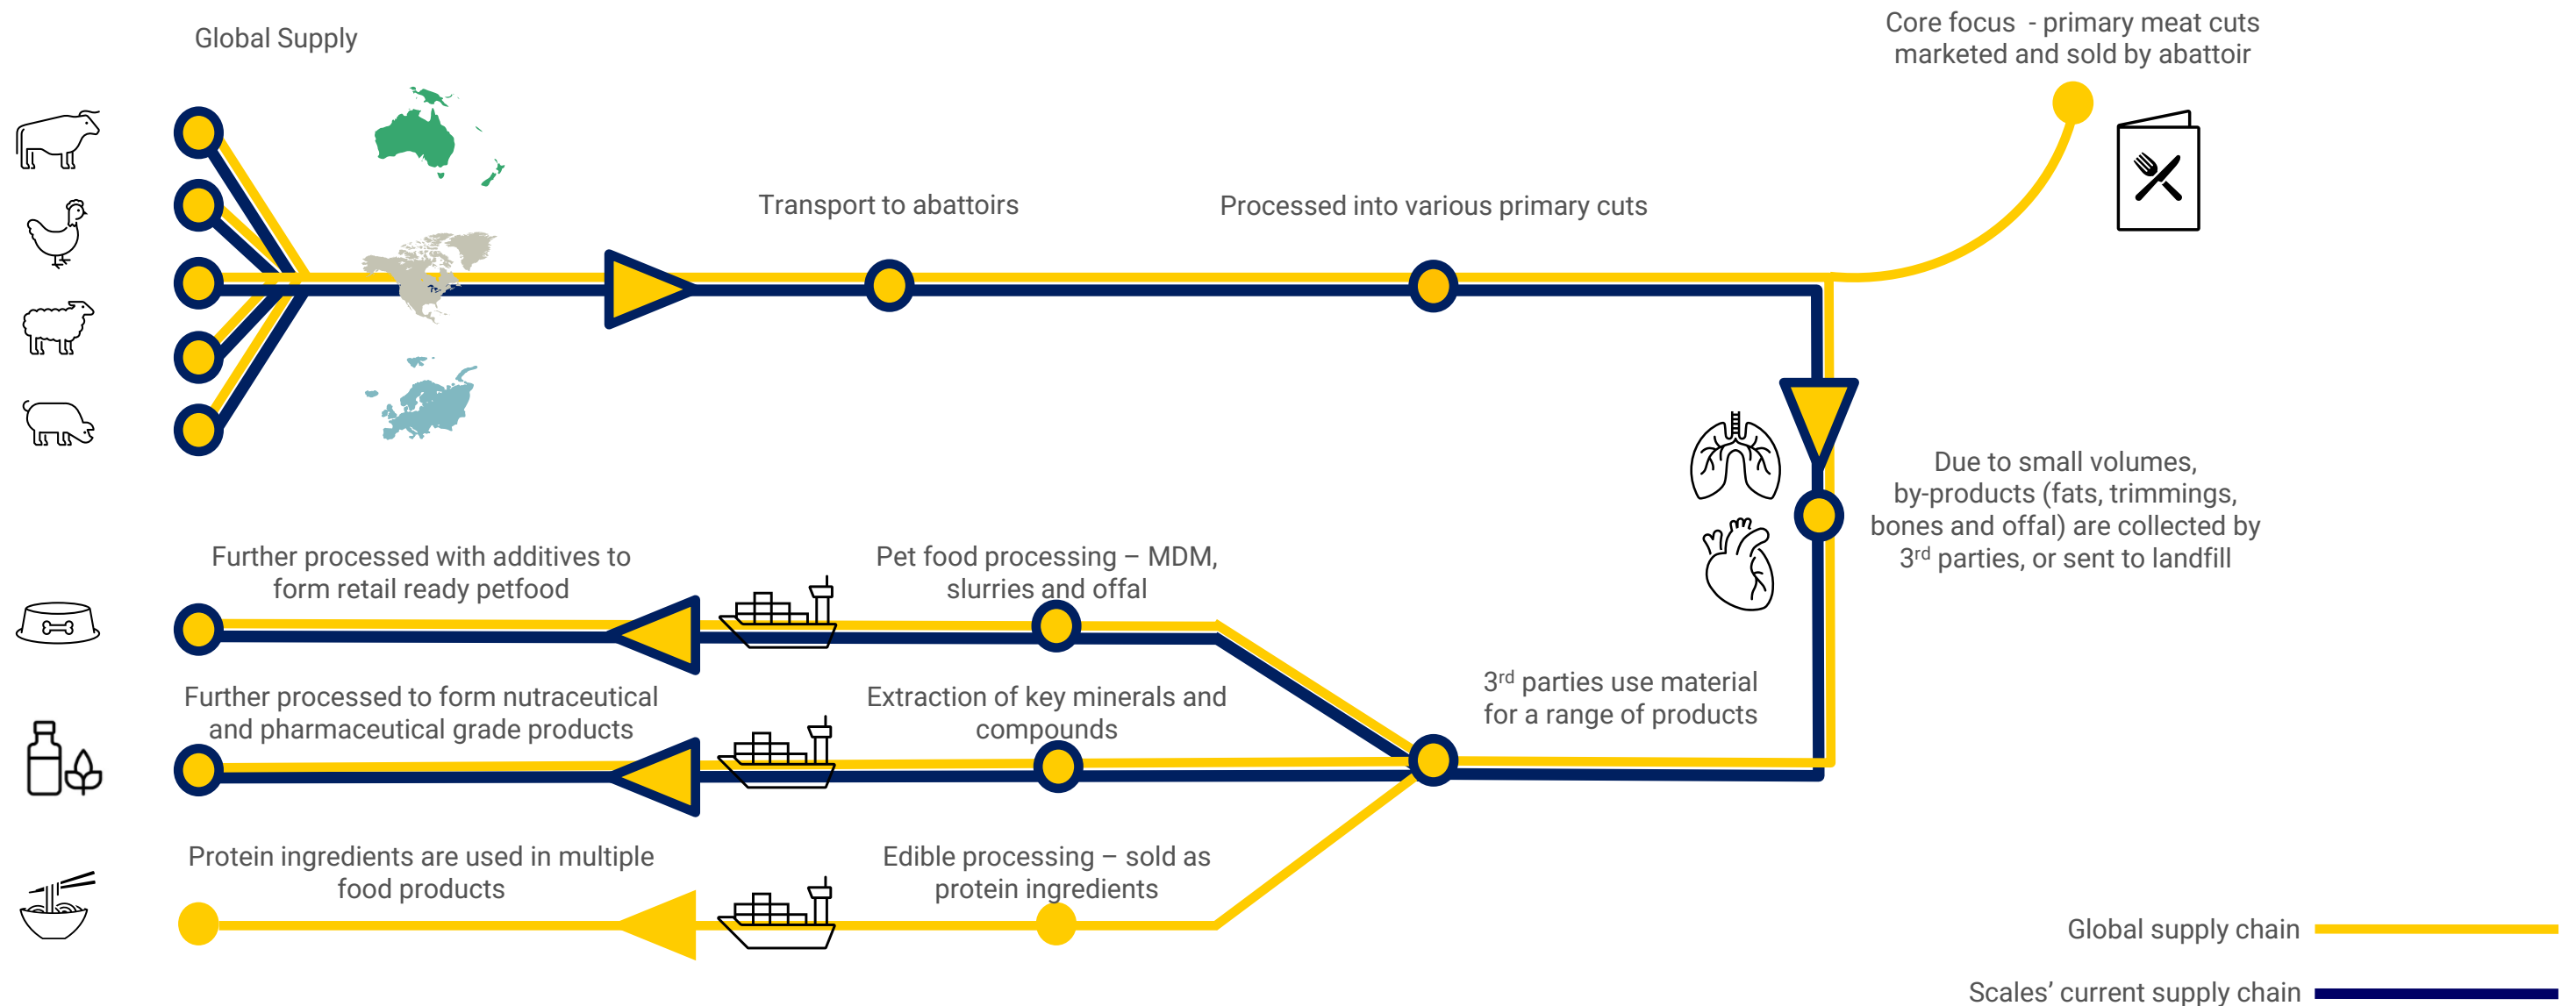 Global Supply
Core focus - primary meat cuts
marketed and sold by abattoir
Transport to abattoirs
Processed into various primary cuts
Due to small volumes,
by-products (fats, trimmings,
bones and offal) are collected by
3rd parties, or sent to landfill
Further processed with additives to
form retail ready petfood
Pet food processing – MDM,
slurries and offal
Further processed to form nutraceutical
and pharmaceutical grade products
Extraction of key minerals and
compounds
3rd parties use material
for a range of products
Protein ingredients are used in multiple
food products
Edible processing – sold as
protein ingredients
Global supply chain
Scales’ current supply chain